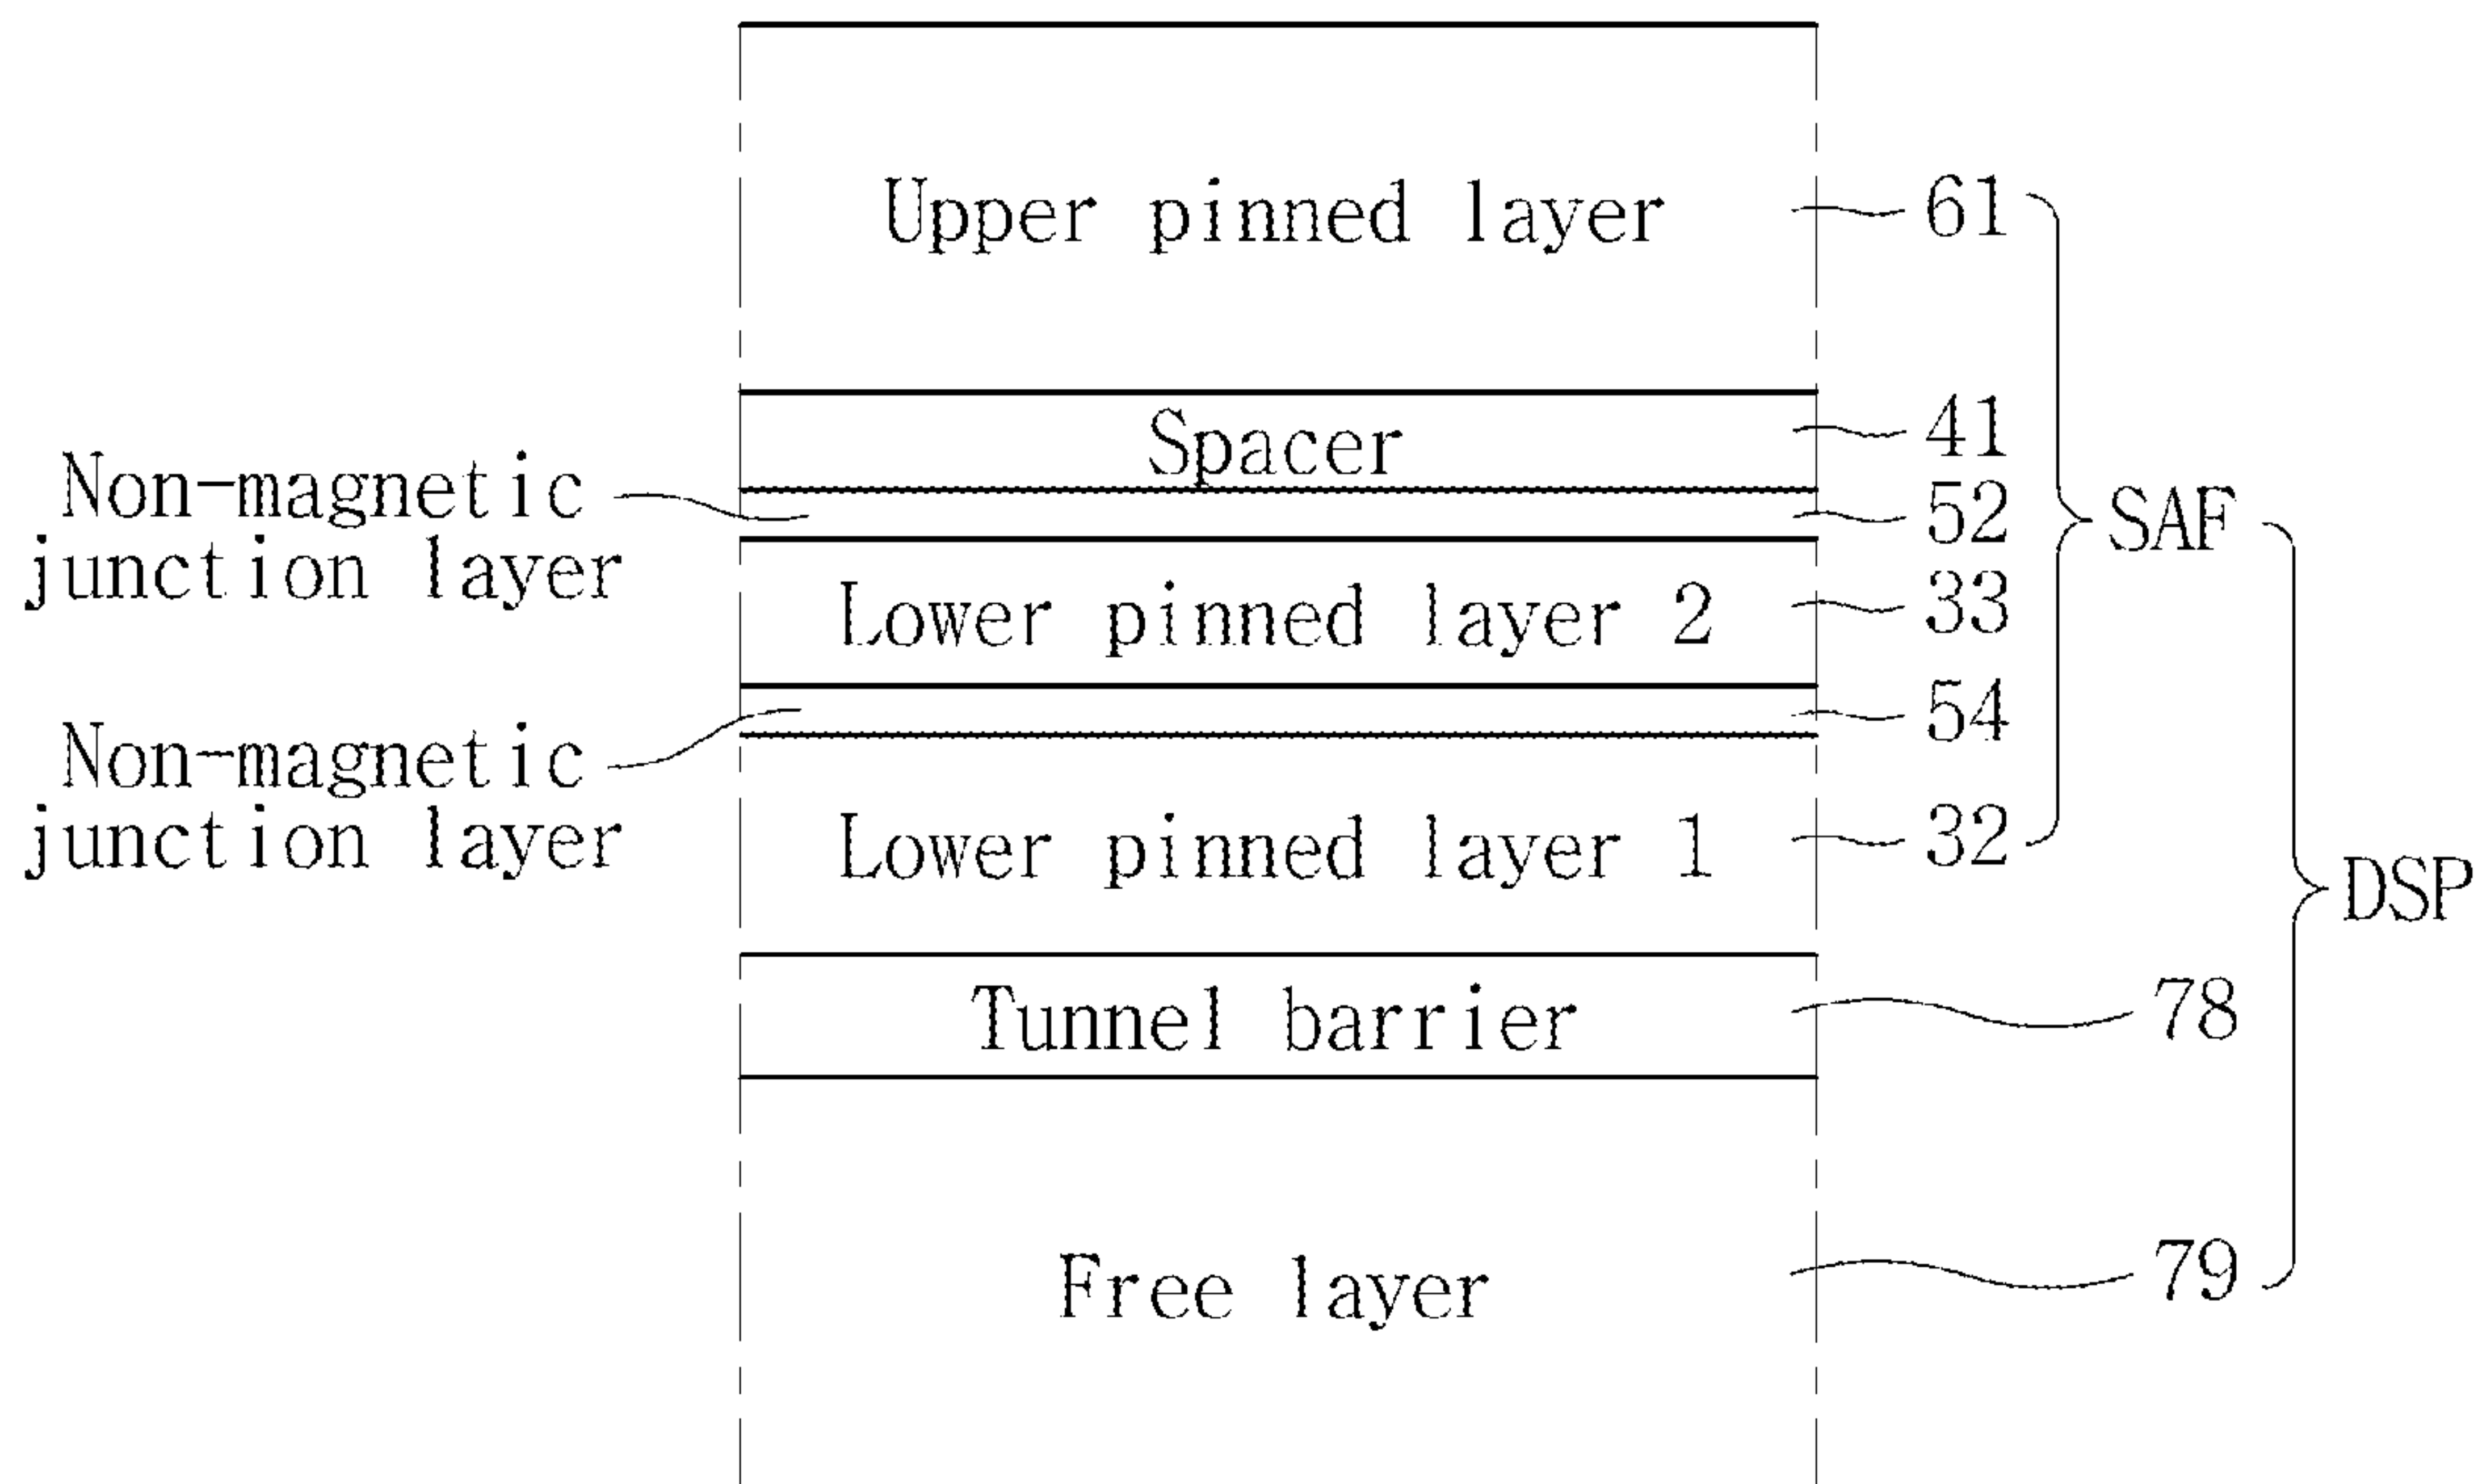 Upper pinned layer
61
Spacer
41
Non-magnetic
junction layer
52
SAF
Lower pinned layer 2
33
54
Non-magnetic
junction layer
Lower pinned layer 1
32
DSP
Tunnel barrier
78
Free layer
79